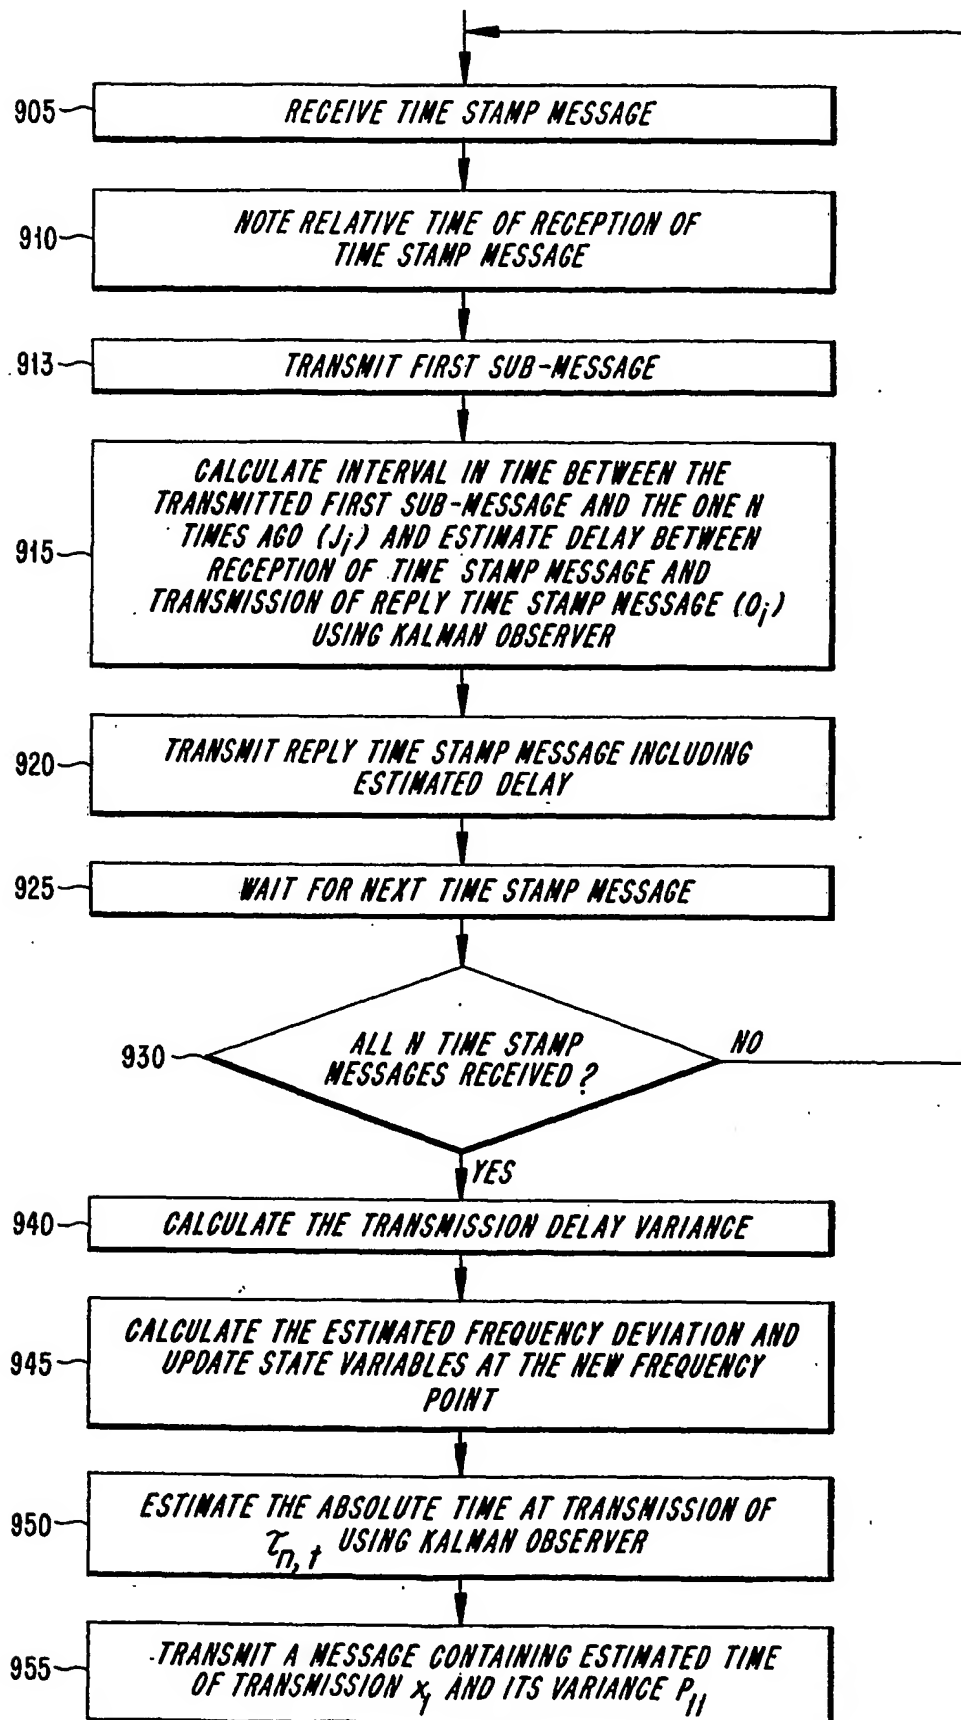 905
RECEIVE TIME STAMP MESSAGE
910
NOTE RELATIVE TIME OF RECEPTION OF
TIME STAMP MESSAGE
913
TRANSMIT FIRST SUB-MESSAGE
915
CALCULATE INTERVAL IN TIME BETWEEN THE
TRANSMITTED FIRST SUB-MESSAGE AND THE ONE N
TIMES AGO (Ji) AND ESTIMATE DELAY BETWEEN
RECEPTION OF TIME STAMP MESSAGE AND
TRANSMISSION OF REPLY TIME STAMP MESSAGE (Oi)
USING KALMAN OBSERVER
920
TRANSMIT REPLY TIME STAMP MESSAGE INCLUDING
ESTIMATED DELAY
925
WAIT FOR NEXT TIME STAMP MESSAGE
930
ALL N TIME STAMP
MESSAGES RECEIVED?
NO
YES
940
CALCULATE THE TRANSMISSION DELAY VARIANCE
945
CALCULATE THE ESTIMATED FREQUENCY DEVIATION AND
UPDATE STATE VARIABLES AT THE NEW FREQUENCY
POINT
950
ESTIMATE THE ABSOLUTE TIME AT TRANSMISSION OF
τn,t USING KALMAN OBSERVER
955
TRANSMIT A MESSAGE CONTAINING ESTIMATED TIME
OF TRANSMISSION x1 AND ITS VARIANCE P11